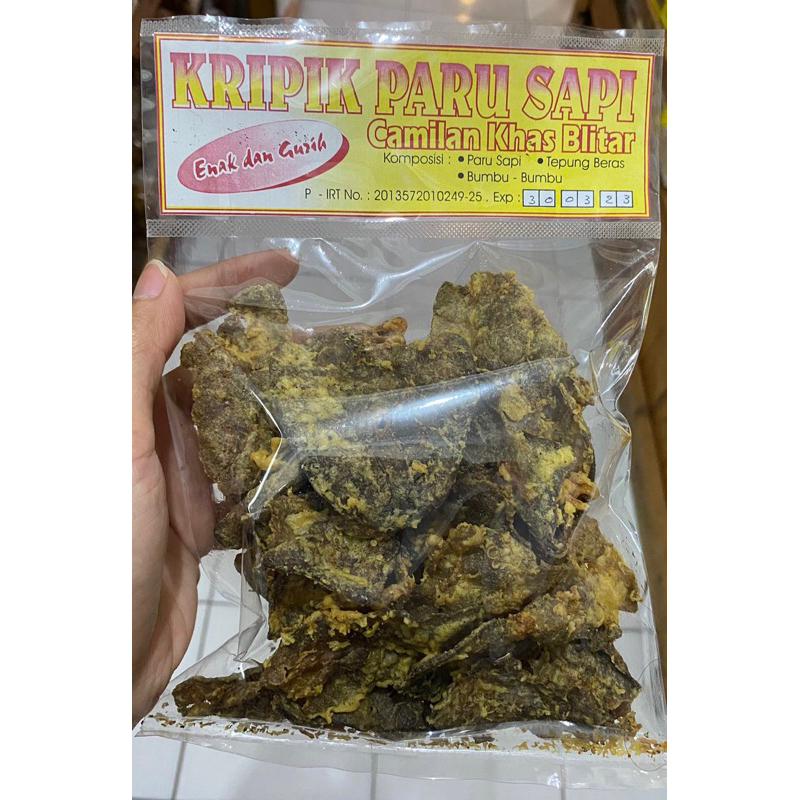 KRIPIK PARU SAPI
Camilan Khas Blitar
Enak dan Gurih
Komposisi : • Paru Sapi • Tepung Beras
• Bumbu - Bumbu
P - IRT No. : 2013572010249-25 . Exp : 30 03 23